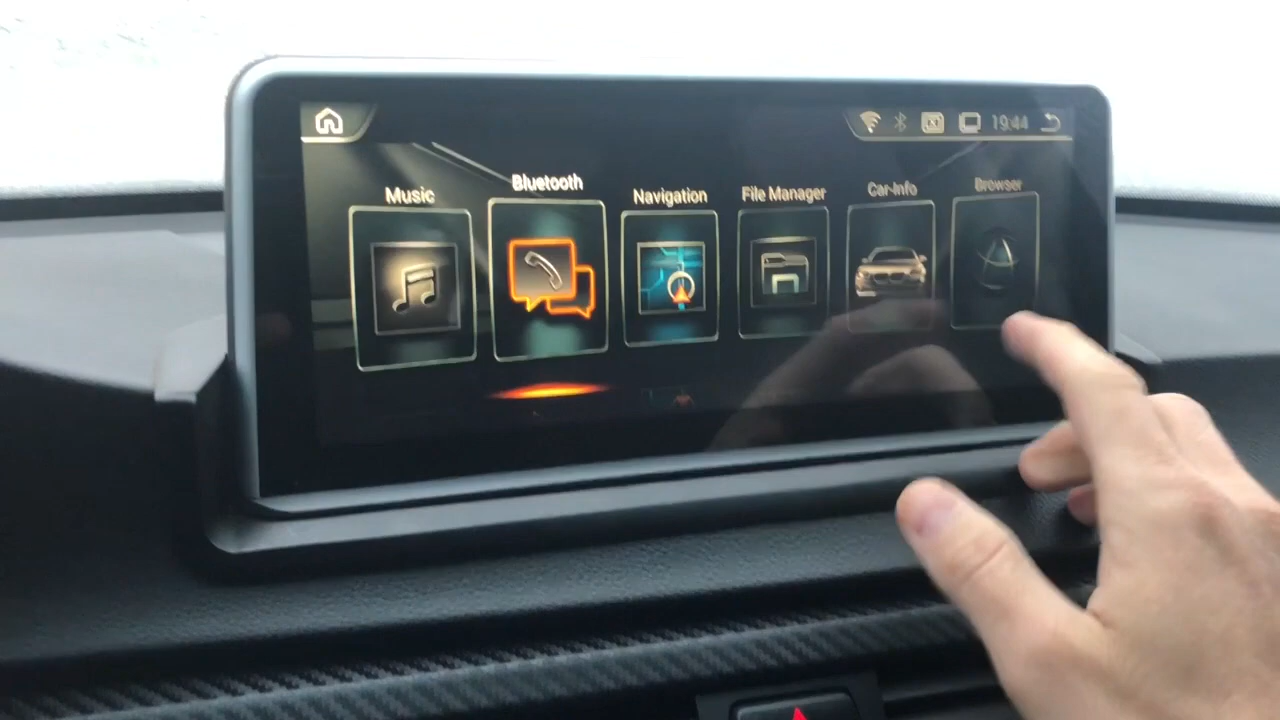 19:44
Music
Bluetooth
Navigation
File Manager
Car-Info
Browser